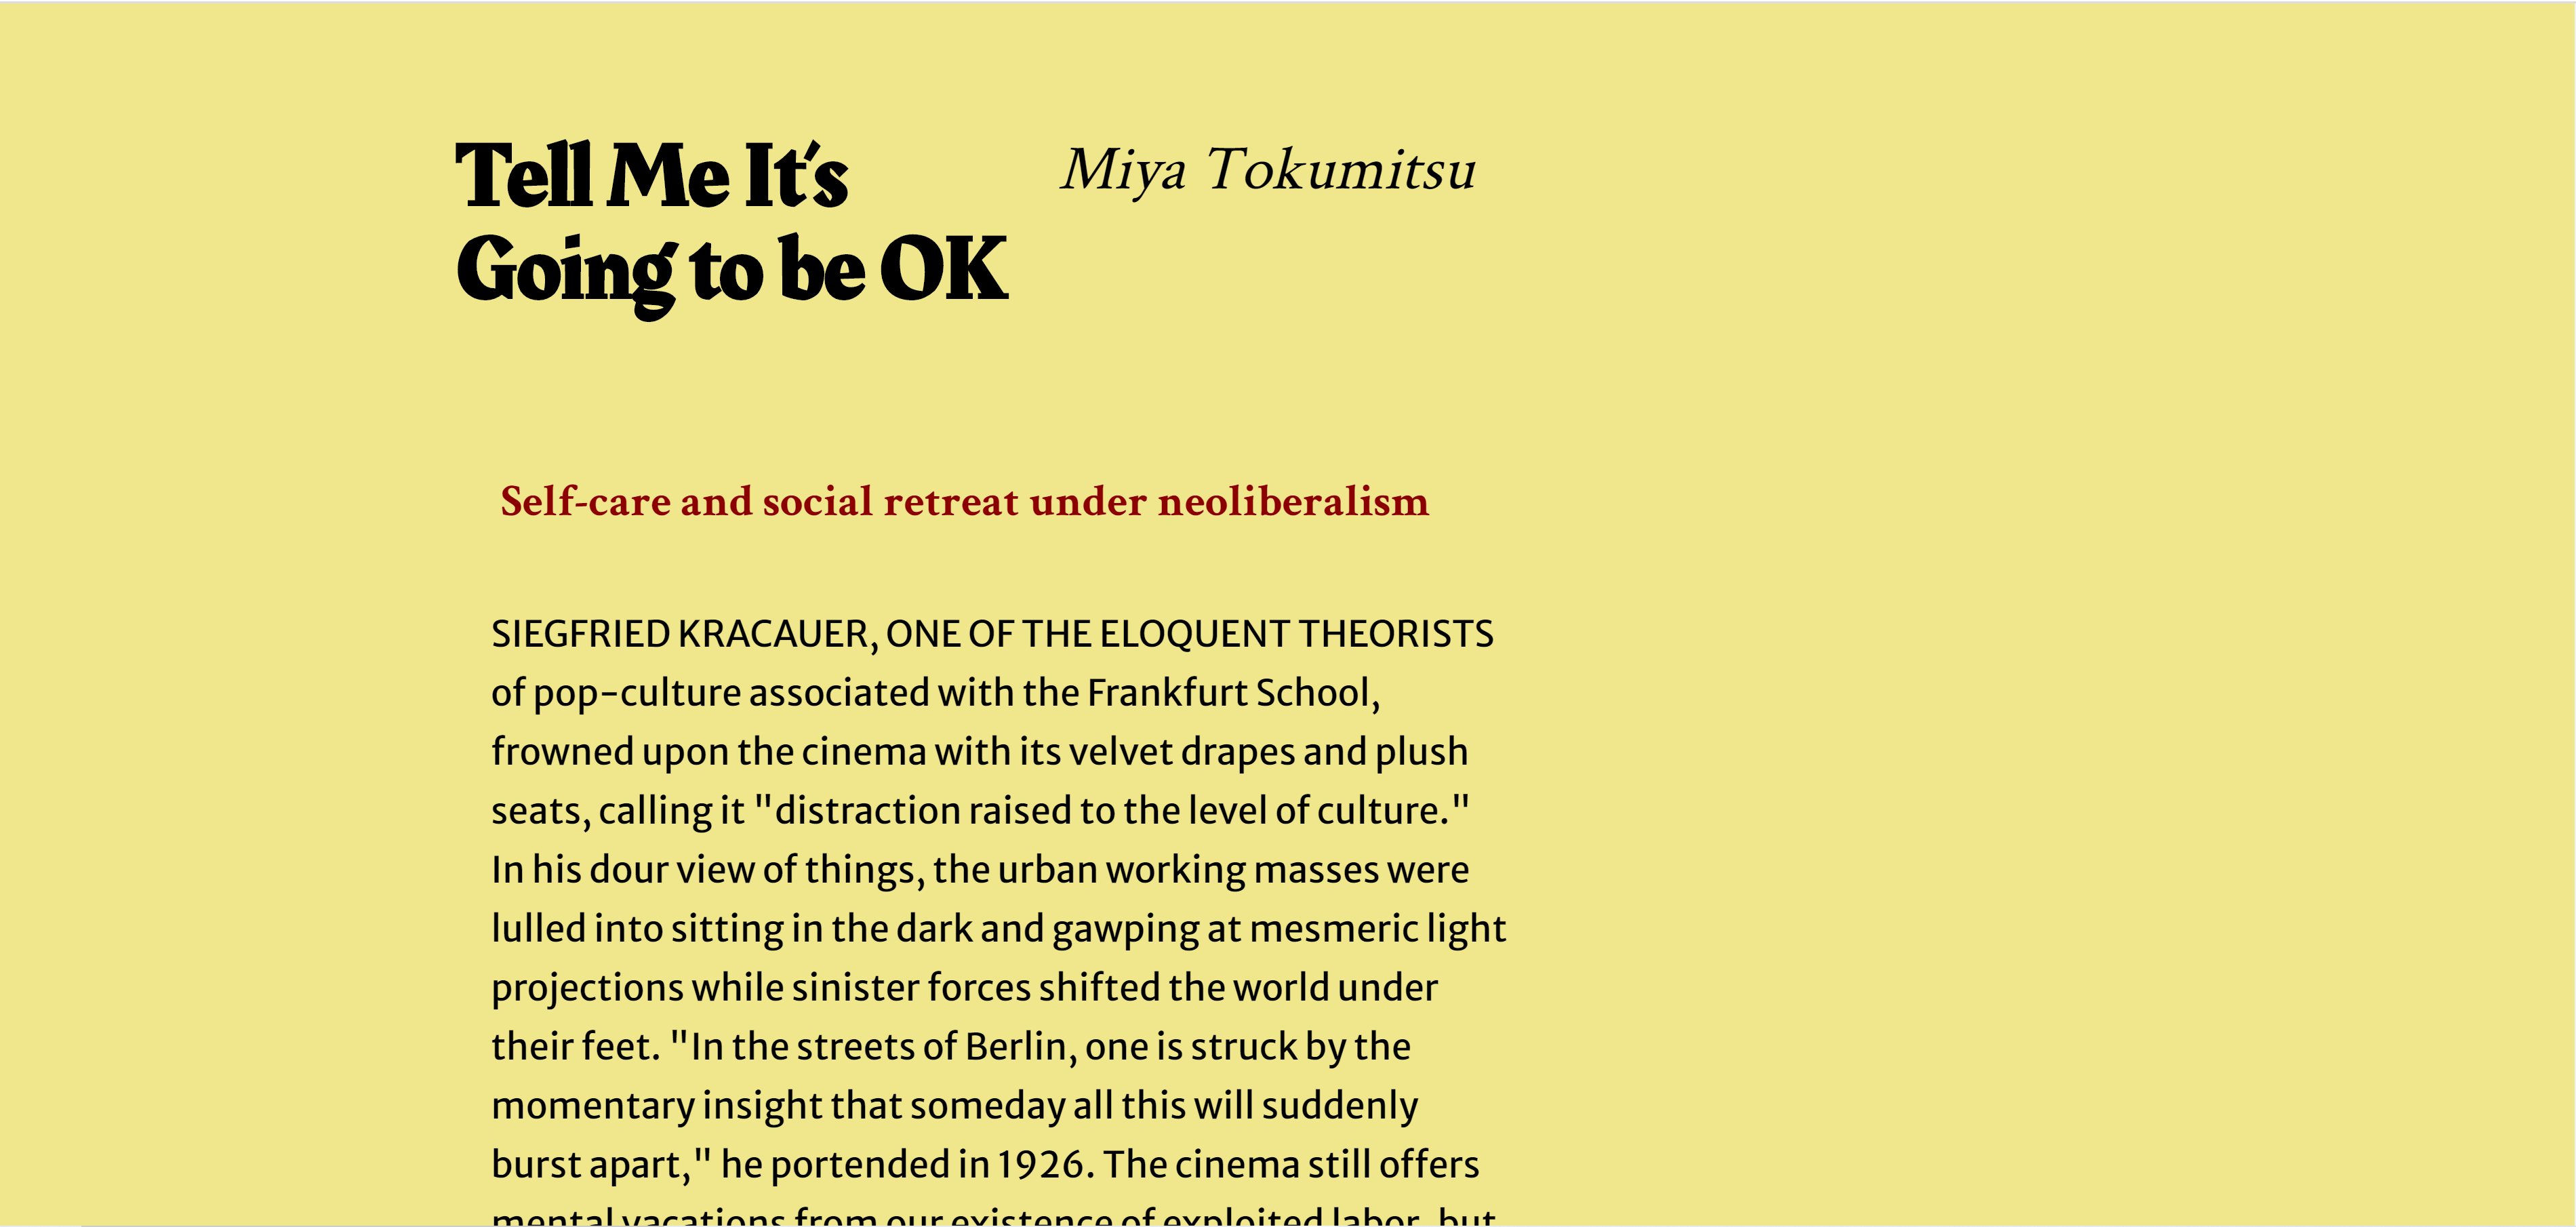 Tell Me It's
Going to be OK
Miya Tokumitsu
Self-care and social retreat under neoliberalism
SIEGFRIED KRACAUER, ONE OF THE ELOQUENT THEORISTS
of pop-culture associated with the Frankfurt School,
frowned upon the cinema with its velvet drapes and plush
seats, calling it "distraction raised to the level of culture."
In his dour view of things, the urban working masses were
lulled into sitting in the dark and gawping at mesmeric light
projections while sinister forces shifted the world under
their feet. "In the streets of Berlin, one is struck by the
momentary insight that someday all this will suddenly
burst apart," he portended in 1926. The cinema still offers
mental vacations from our existence of exploited labor, but